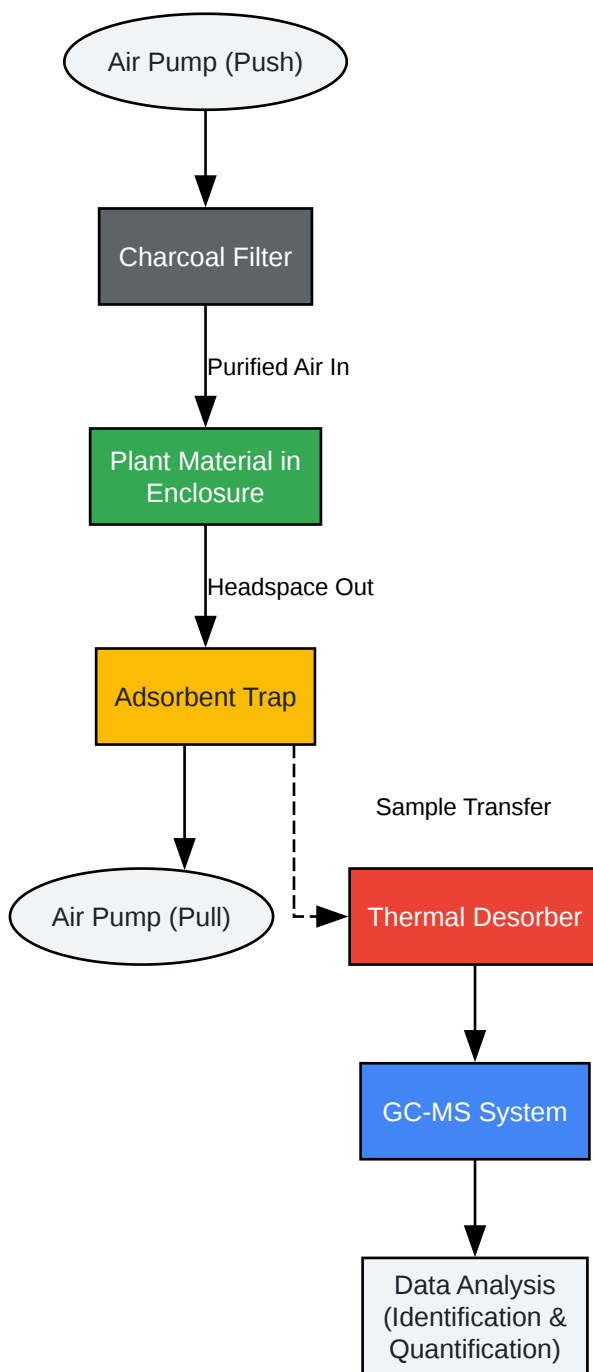 Air Pump (Push)
Charcoal Filter
Purified Air In
Plant Material in
Enclosure
Headspace Out
Adsorbent Trap
Sample Transfer
Air Pump (Pull)
Thermal Desorber
GC-MS System
Data Analysis
(Identification &
Quantification)